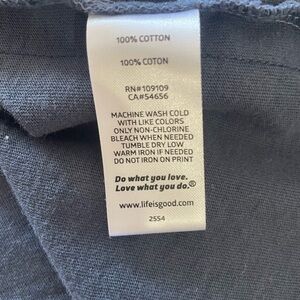 100% COTTON
100% COTON
RN#109109
CA#54656
MACHINE WASH COLD
WITH LIKE COLORS
ONLY NON-CHLORINE
BLEACH WHEN NEEDED
TUMBLE DRY LOW
WARM IRON IF NEEDED
DO NOT IRON ON PRINT
Do what you love.
Love what you do.®
www.lifeisgood.com
2554